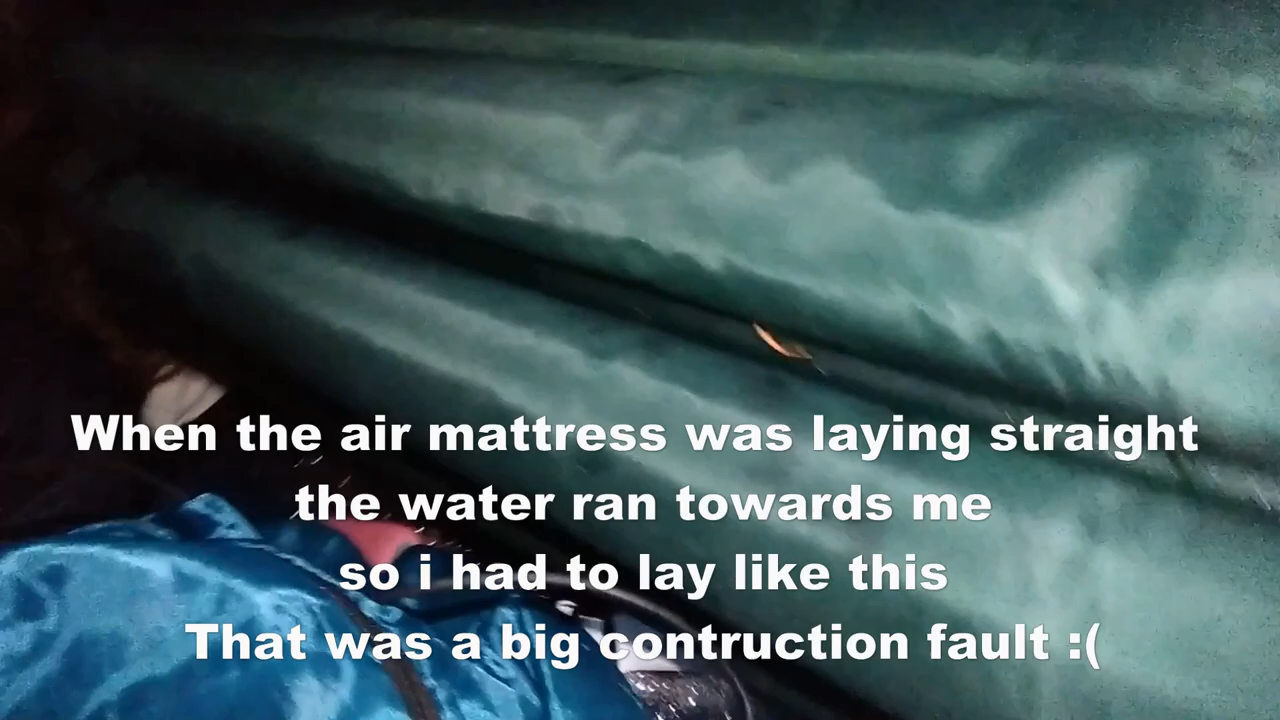 When the air mattress was laying straight
the water ran towards me
so i had to lay like this
That was a big contruction fault :(